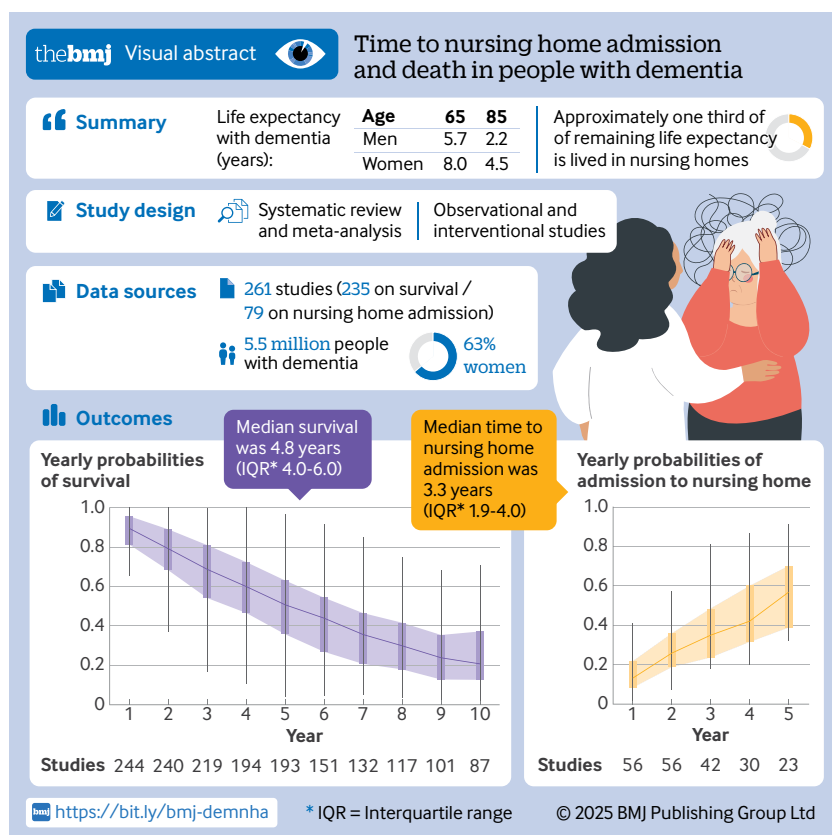 thebmj Visual abstract
Time to nursing home admission
and death in people with dementia
Summary
Life expectancy
with dementia
(years):
Age 65 85
Men 5.7 2.2
Women 8.0 4.5
Approximately one third of
of remaining life expectancy
is lived in nursing homes
Study design
Systematic review
and meta-analysis
Observational and
interventional studies
Data sources
261 studies (235 on survival /
79 on nursing home admission)
5.5 million people
with dementia
63%
women
Outcomes
Median survival
was 4.8 years
(IQR* 4.0-6.0)
Median time to
nursing home
admission was
3.3 years
(IQR* 1.9-4.0)
Yearly probabilities
of survival
1.0
0.8
0.6
0.4
0.2
0
1 2 3 4 5 6 7 8 9 10
Year
Studies 244 240 219 194 193 151 132 117 101 87
Yearly probabilities of
admission to nursing home
1.0
0.8
0.6
0.4
0.2
0
1 2 3 4 5
Year
Studies 56 56 42 30 23
bmj https://bit.ly/bmj-demnha
* IQR = Interquartile range
© 2025 BMJ Publishing Group Ltd